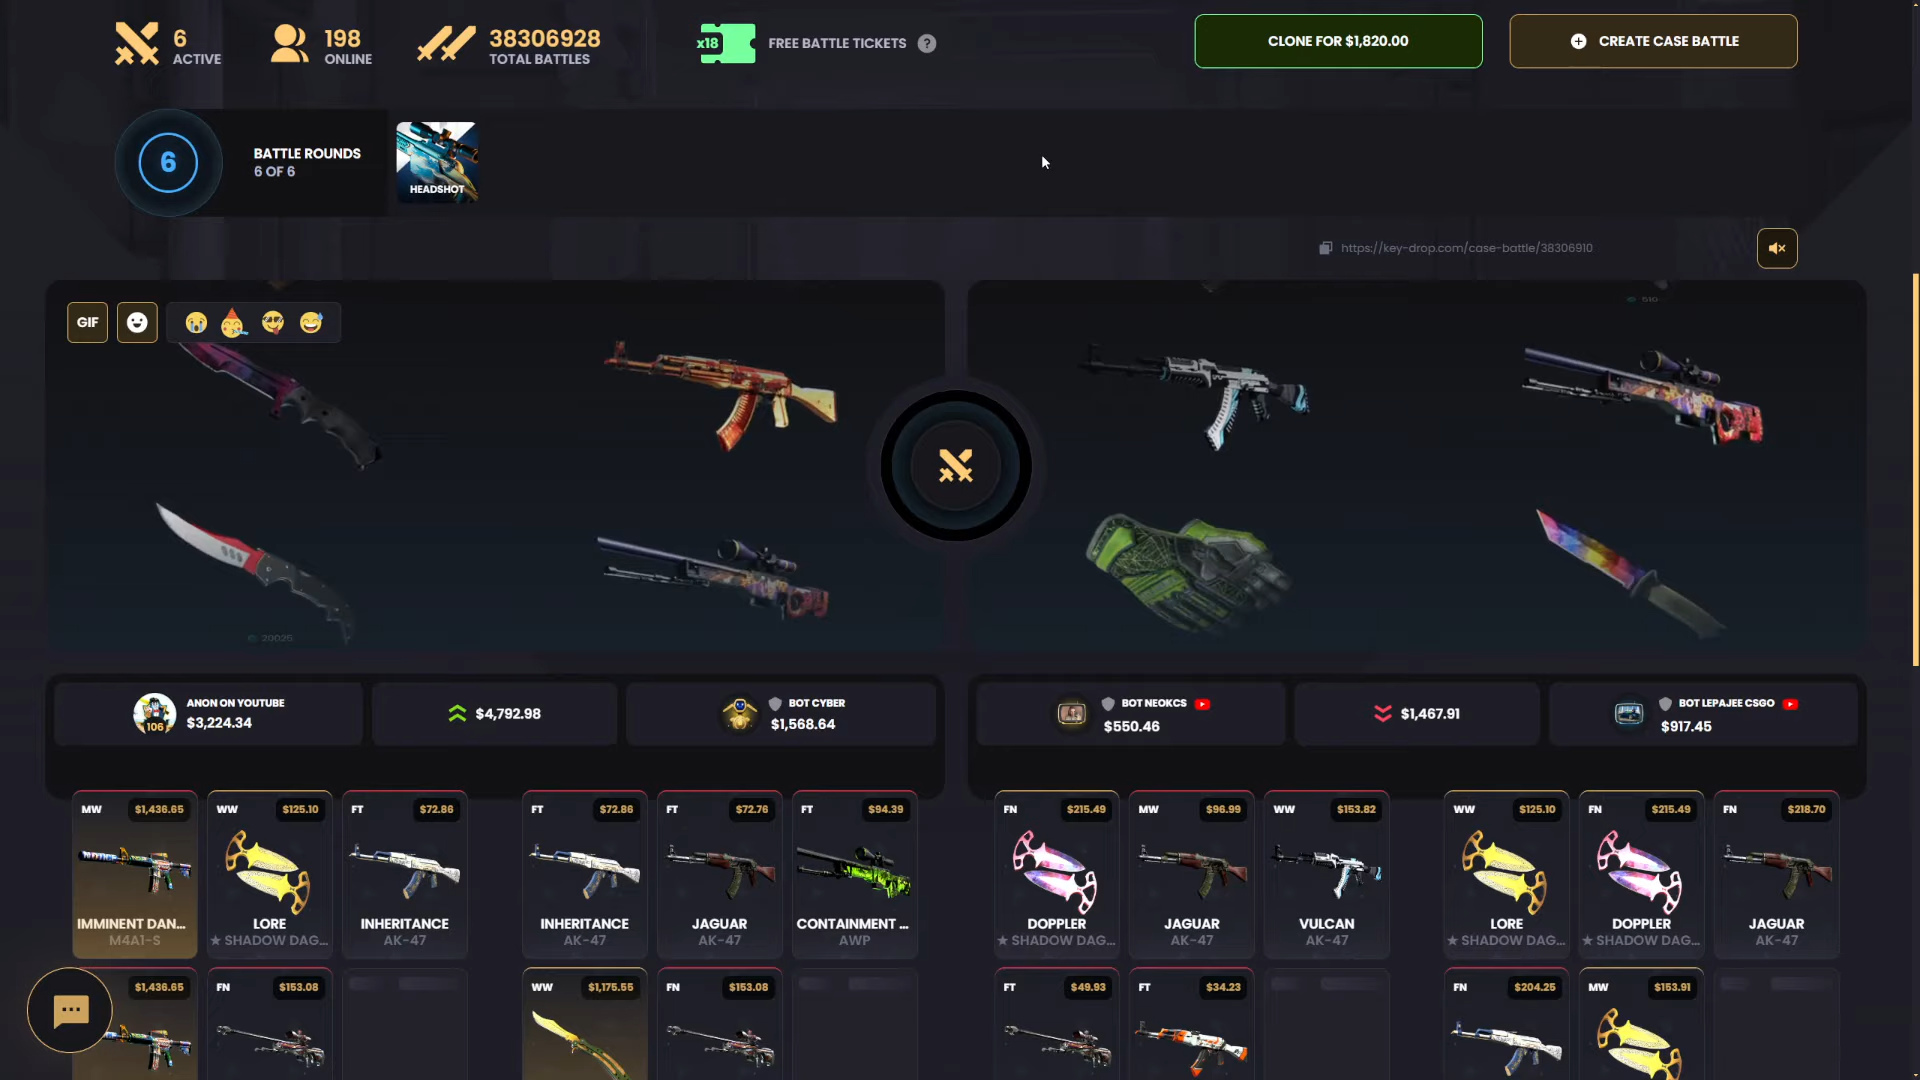 6
ACTIVE
198
ONLINE
38306928
TOTAL BATTLES
x18
FREE BATTLE TICKETS
?
CLONE FOR $1,820.00
CREATE CASE BATTLE
6
BATTLE ROUNDS
6 OF 6
HEADSHOT
https://key-drop.com/case-battle/38306910
GIF
510
20025
106
ANON ON YOUTUBE
$3,224.34
$4,792.98
BOT CYBER
$1,568.64
BOT NEOKCS
$550.46
$1,467.91
BOT LEPAJEE CSGO
$917.45
MW $1,436.65
IMMINENT DAN...
M4A1-S
WW $125.10
LORE
★ SHADOW DAG...
FT $72.86
INHERITANCE
AK-47
FT $72.86
INHERITANCE
AK-47
FT $72.76
JAGUAR
AK-47
FT $94.39
CONTAINMENT ...
AWP
FN $215.49
DOPPLER
★ SHADOW DAG...
MW $96.99
JAGUAR
AK-47
WW $153.82
VULCAN
AK-47
WW $125.10
LORE
★ SHADOW DAG...
FN $215.49
DOPPLER
★ SHADOW DAG...
FN $218.70
JAGUAR
AK-47
$1,436.65
FN $153.08
WW $1,175.55
FN $153.08
FT $49.93
FT $34.23
FN $204.25
MW $153.91